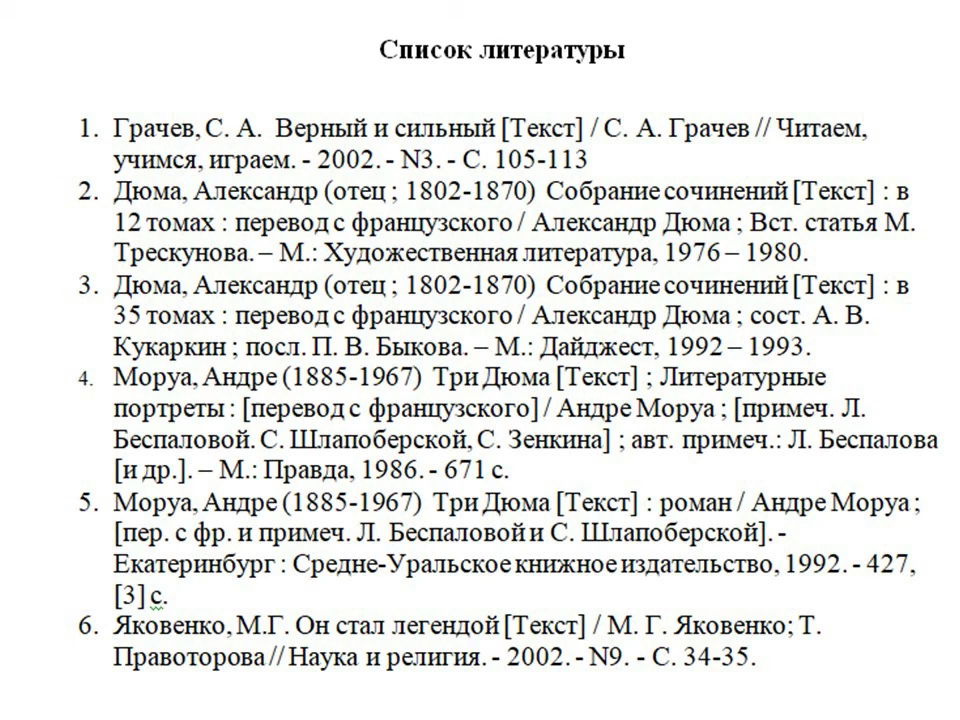 Список литературы
1. Грачев, С. А. Верный и сильный [Текст] / С. А. Грачев // Читаем,
учимся, играем. - 2002. - N3. - С. 105-113
2. Дюма, Александр (отец ; 1802-1870) Собрание сочинений [Текст] : в
12 томах : перевод с французского / Александр Дюма ; Вст. статья М.
Трескунова. – М.: Художественная литература, 1976 – 1980.
3. Дюма, Александр (отец ; 1802-1870) Собрание сочинений [Текст] : в
35 томах : перевод с французского / Александр Дюма ; сост. А. В.
Кукаркин ; посл. П. В. Быкова. – М.: Дайджест, 1992 – 1993.
4. Моруа, Андре (1885-1967) Три Дюма [Текст] ; Литературные
портреты : [перевод с французского] / Андре Моруа ; [примеч. Л.
Беспаловой. С. Шлапоберской, С. Зенкина] ; авт. примеч.: Л. Беспалова
[и др.]. – М.: Правда, 1986. - 671 с.
5. Моруа, Андре (1885-1967) Три Дюма [Текст] : роман / Андре Моруа ;
[пер. с фр. и примеч. Л. Беспаловой и С. Шлапоберской]. -
Екатеринбург : Средне-Уральское книжное издательство, 1992. - 427,
[3] с.
6. Яковенко, М.Г. Он стал легендой [Текст] / М. Г. Яковенко; Т.
Правоторова // Наука и религия. - 2002. - N9. - С. 34-35.